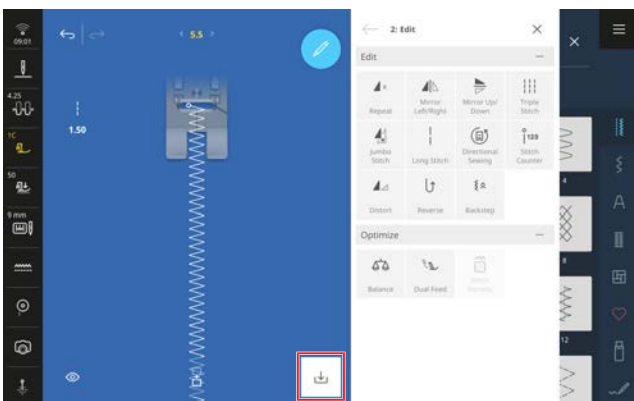 09:01
4.25
1C
50
9 mm
5.5
1.50
2: Edit
Edit
Repeat
Mirror Left/Right
Mirror Up/Down
Triple Stitch
Jumbo Stitch
Long Stitch
Directional Sewing
123
Stitch Counter
Distort
Reverse
Backstep
Optimize
Balance
Dual Feed
4
8
12
A